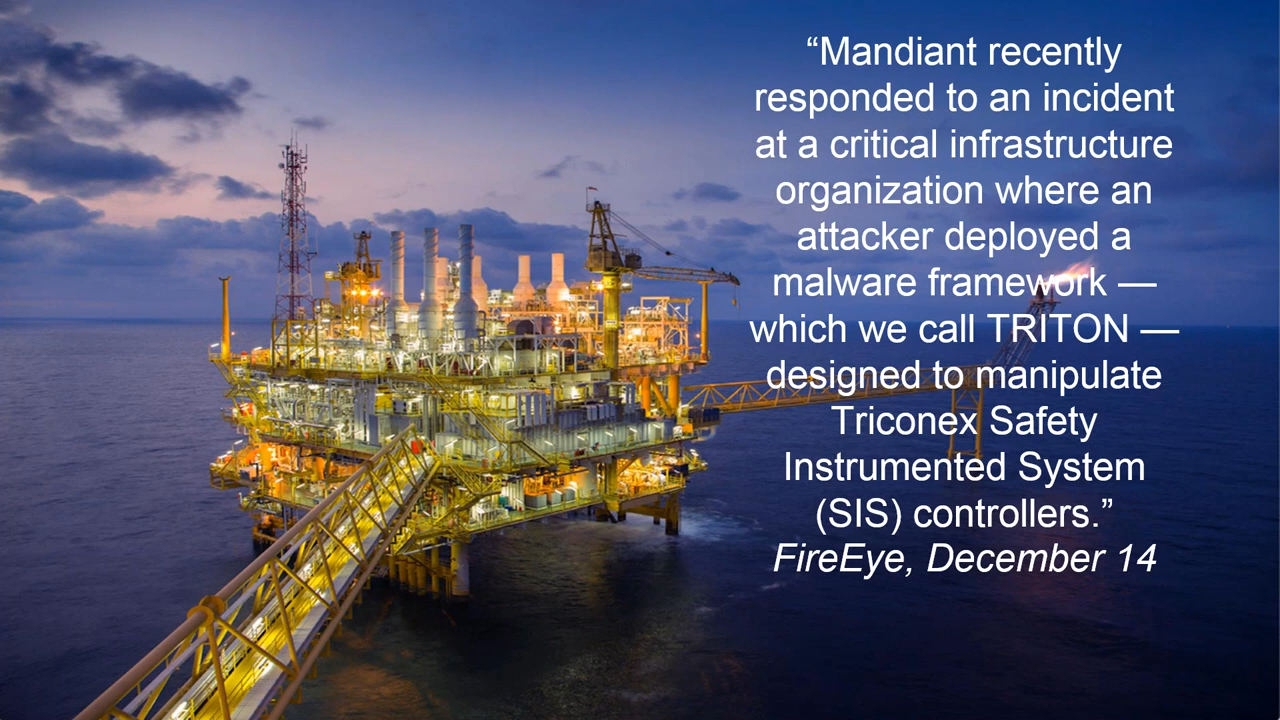 “Mandiant recently
responded to an incident
at a critical infrastructure
organization where an
attacker deployed a
malware framework —
which we call TRITON —
designed to manipulate
Triconex Safety
Instrumented System
(SIS) controllers.”
FireEye, December 14